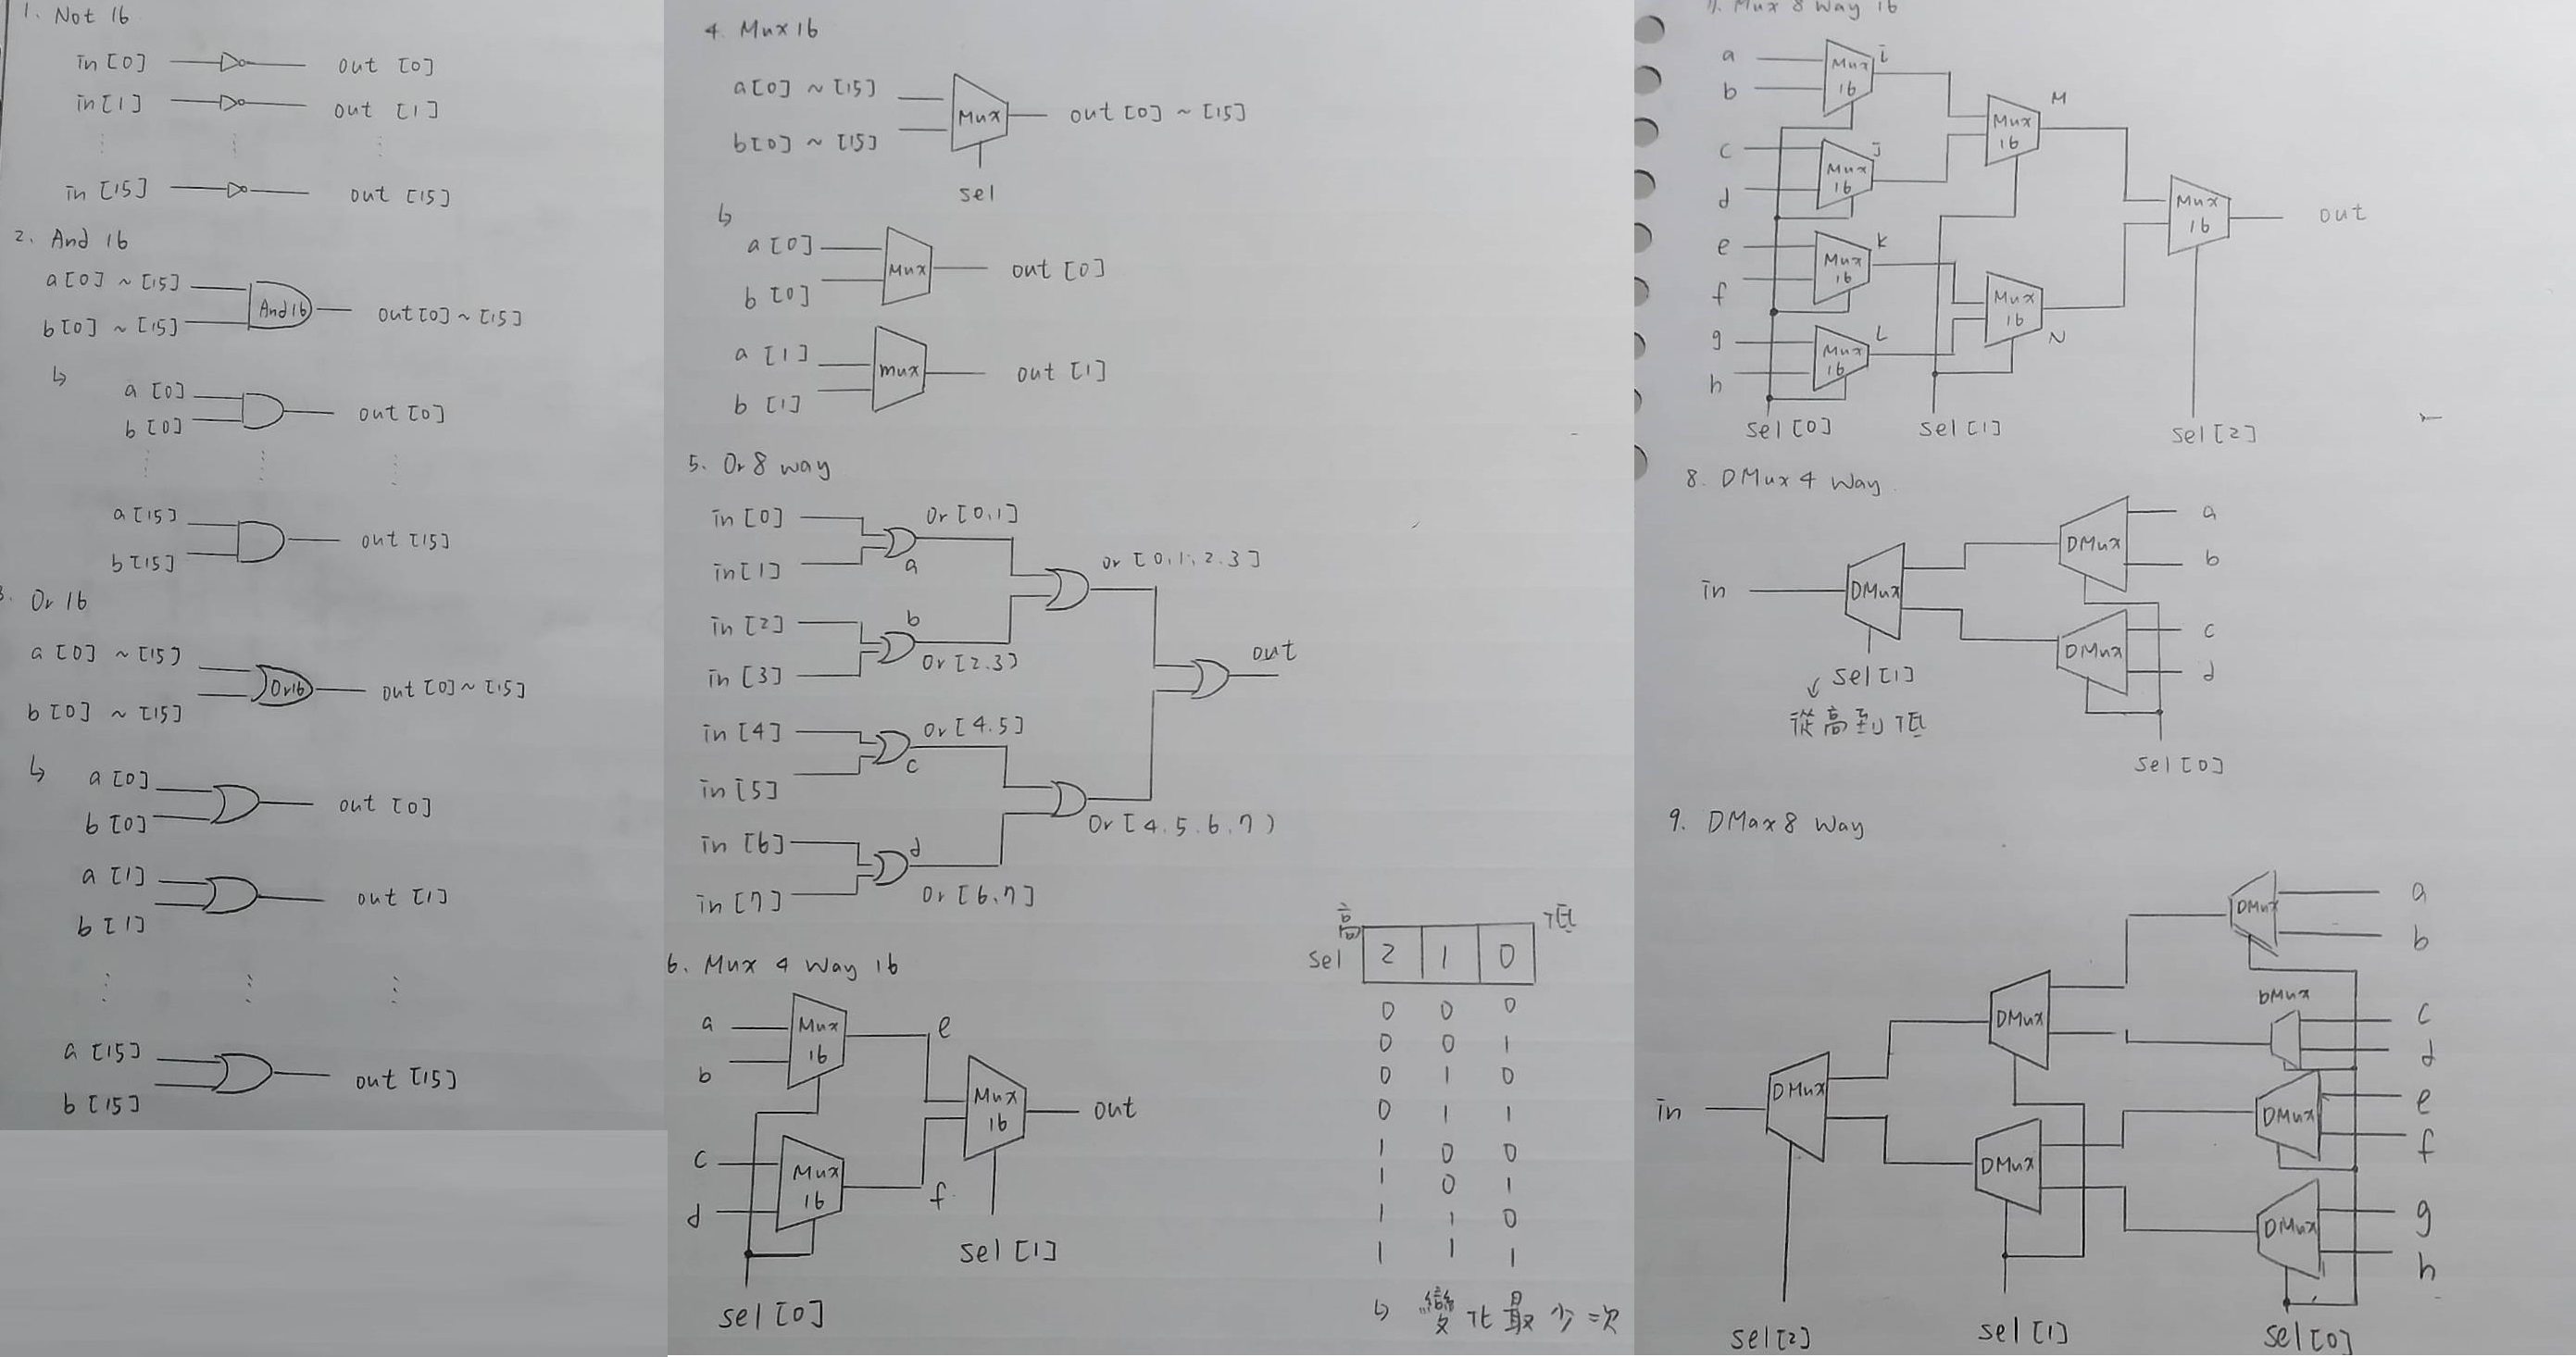 1. Not 16
in [0] out [0]
in [1] out [1]
in [15] out [15]
2. And 16
a[0] ~ [15]
And 16
out[0] ~ [15]
b[0] ~ [15]
a [0]
out [0]
b [0]
a [15]
out [15]
b [15]
Or 16
a [0] ~ [15]
Or16
out [0] ~ [15]
b [0] ~ [15]
a [0]
out [0]
b [0]
a [1]
out [1]
b [1]
a [15]
out [15]
b [15]
4. Mux 16
a[0] ~ [15]
Mux
out [0] ~ [15]
b[0] ~ [15]
sel
a [0]
Mux
out [0]
b [0]
a [1]
mux
out [1]
b [1]
5. Or 8 way
in [0]
Or [0,1]
in [1]
a
or [0,1,2.3]
in [2]
b
in [3]
Or [2.3]
out
in [4]
Or [4.5]
c
in [5]
Or [4.5.6.7)
in [6]
d
in [7]
Or [6.7]
6. Mux 4 Way 16
a
Mux 16
e
b
Mux 16
out
c
Mux 16
f
d
sel [1]
sel [0]
高 低
sel 2 1 0
0 0 0
0 0 1
0 1 0
0 1 1
1 0 0
1 0 1
1 1 0
1 1 1
變化最少 = 次
7. Mux 8 Way 16
a
Mux 16
i
b
Mux 16
M
c
Mux 16
J
d
Mux 16
out
e
Mux 16
K
f
Mux 16
N
g
Mux 16
L
h
sel [0] sel [1] sel [2]
8. DMux 4 Way
a
DMux
b
in
DMux
c
DMux
d
sel [1]
從高到低
sel [0]
9. DMax 8 Way
DMux
a
b
DMux
bMux
c
d
in
DMux
DMux
e
f
DMux
DMux
g
h
sel [2] sel [1] sel [0]